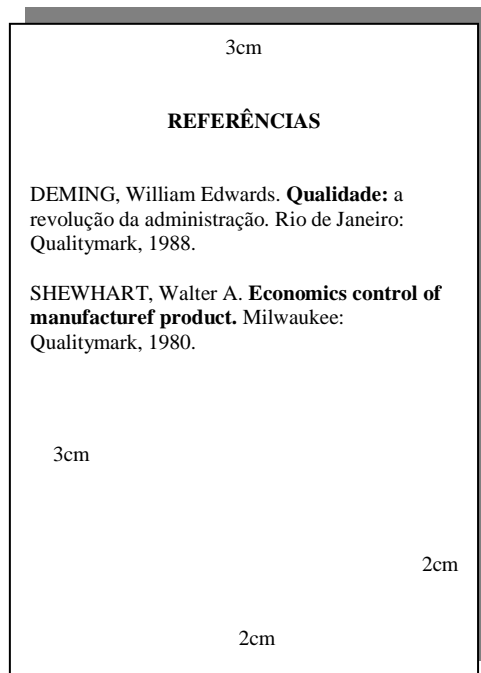 3cm
REFERÊNCIAS
DEMING, William Edwards. Qualidade: a
revolução da administração. Rio de Janeiro:
Qualitymark, 1988.
SHEWHART, Walter A. Economics control of
manufacturef product. Milwaukee:
Qualitymark, 1980.
3cm
2cm
2cm